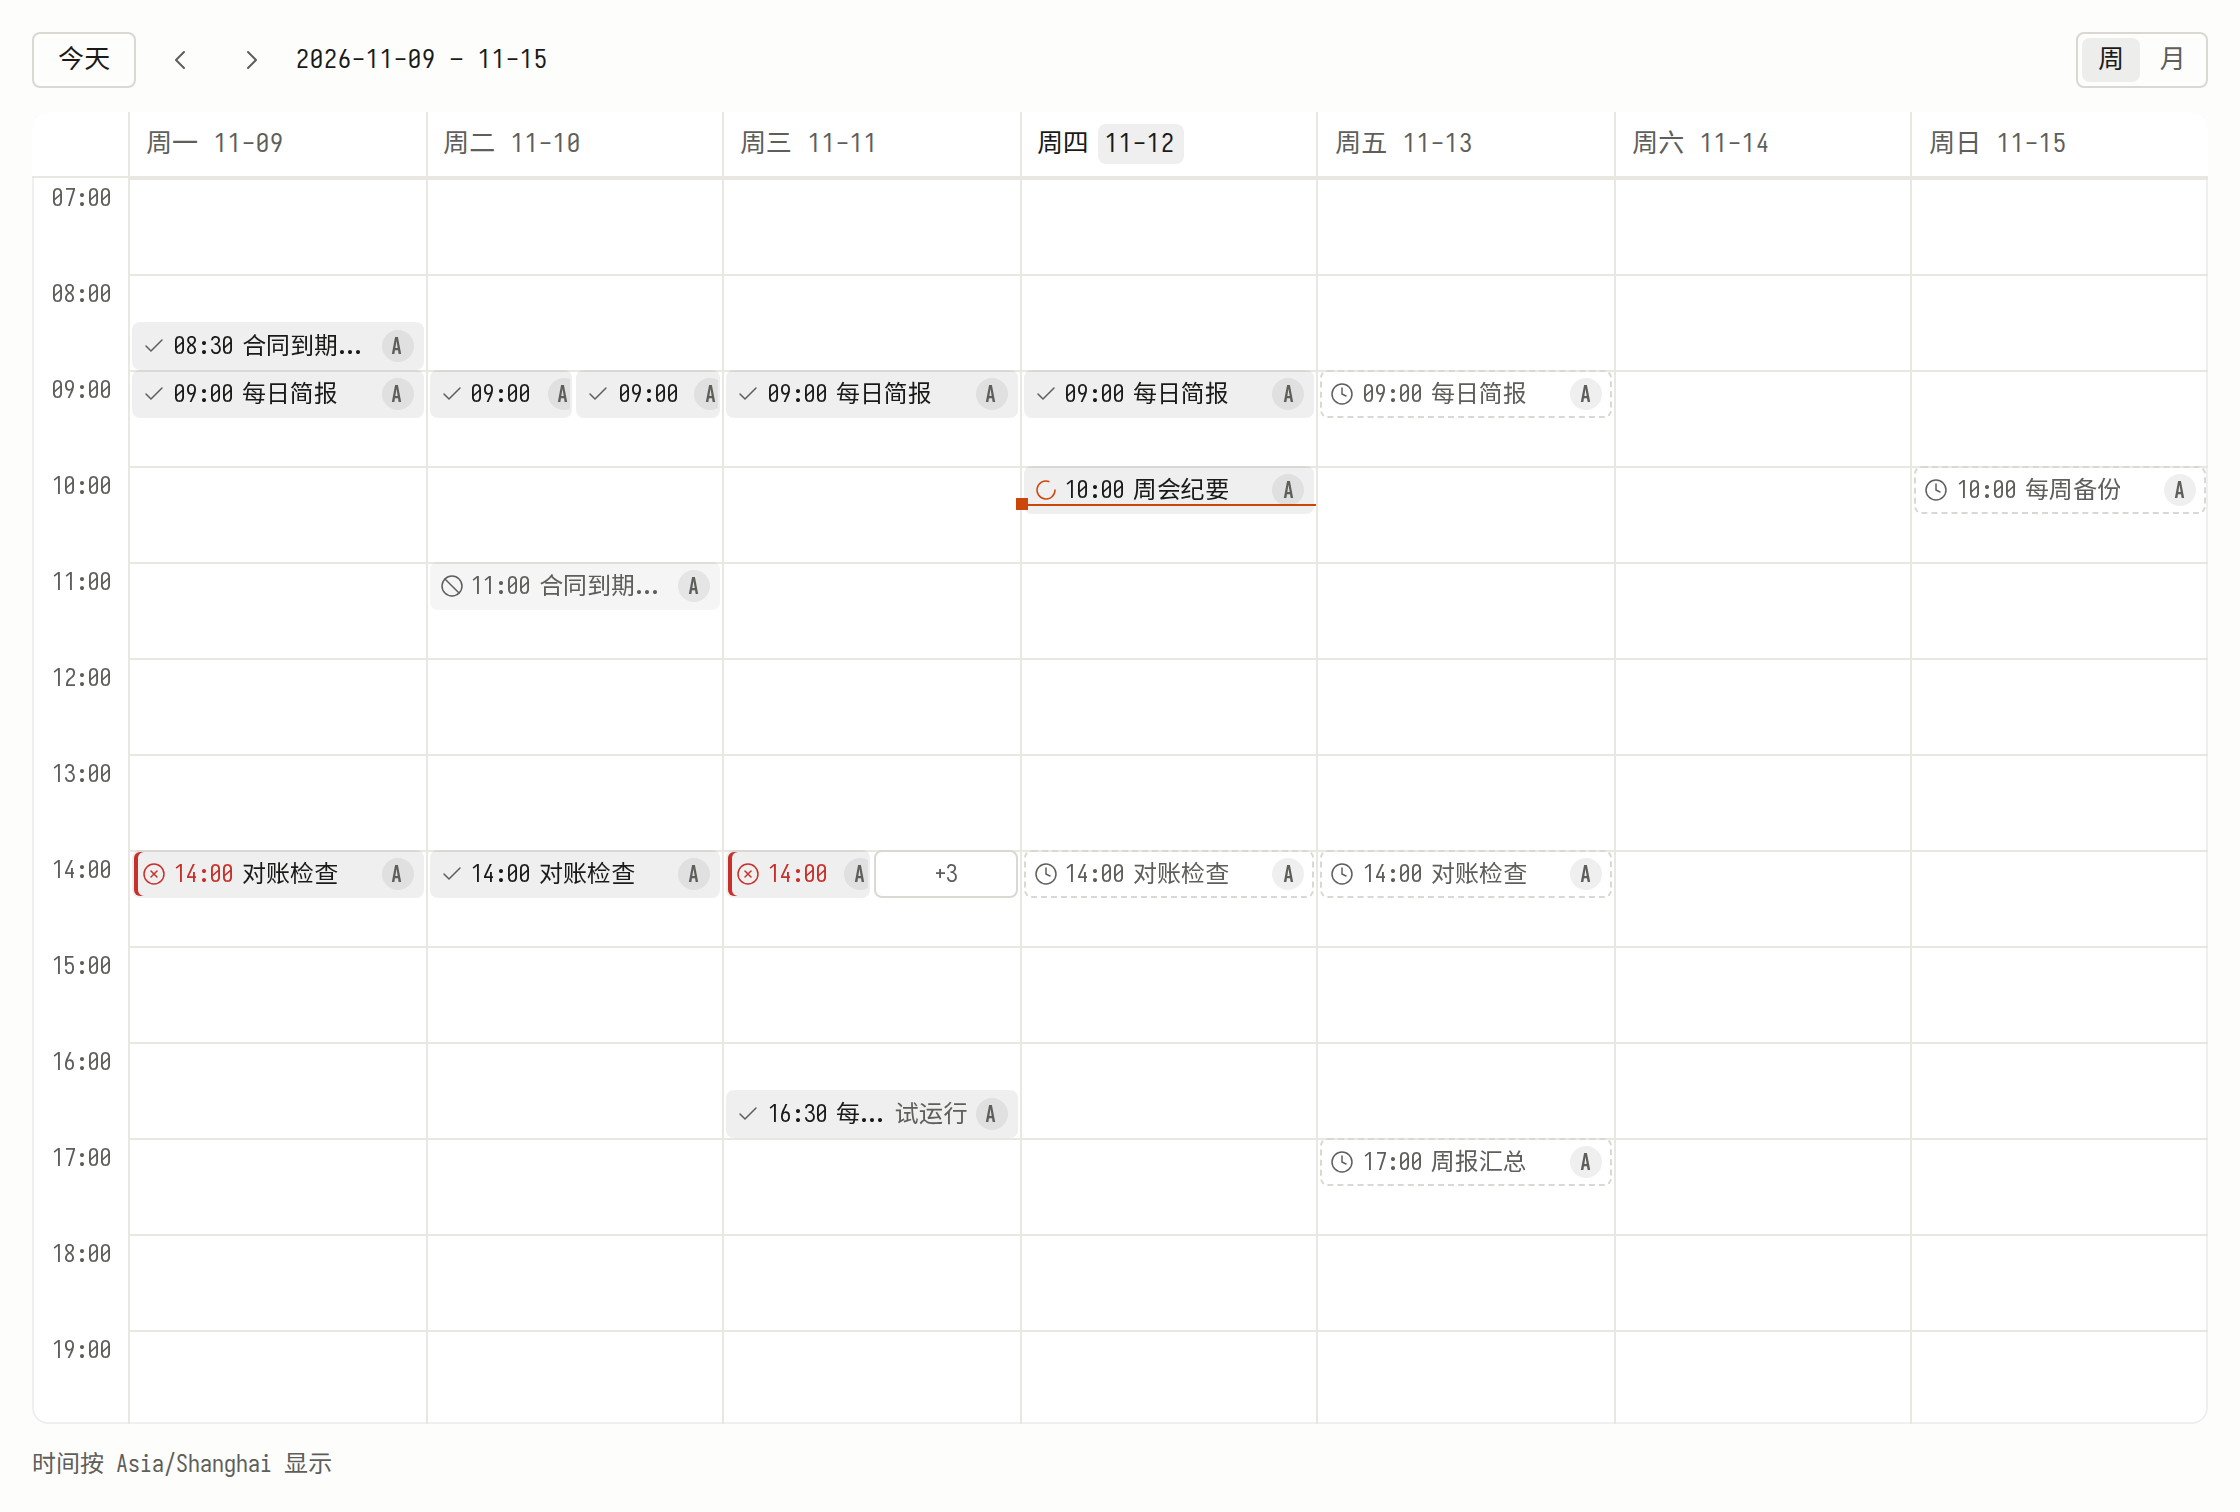 今天 2026-11-09 – 11-15 周 月
周一 11-09 周二 11-10 周三 11-11 周四 11-12 周五 11-13 周六 11-14 周日 11-15
07:00
08:00
08:30 合同到期... A
09:00 09:00 每日简报 A 09:00 A 09:00 A 09:00 每日简报 A 09:00 每日简报 A 09:00 每日简报 A
10:00 10:00 周会纪要 A 10:00 每周备份 A
11:00 11:00 合同到期... A
12:00
13:00
14:00 14:00 对账检查 A 14:00 对账检查 A 14:00 A +3 14:00 对账检查 A 14:00 对账检查 A
15:00
16:00
16:30 每... 试运行 A
17:00 17:00 周报汇总 A
18:00
19:00
时间按 Asia/Shanghai 显示